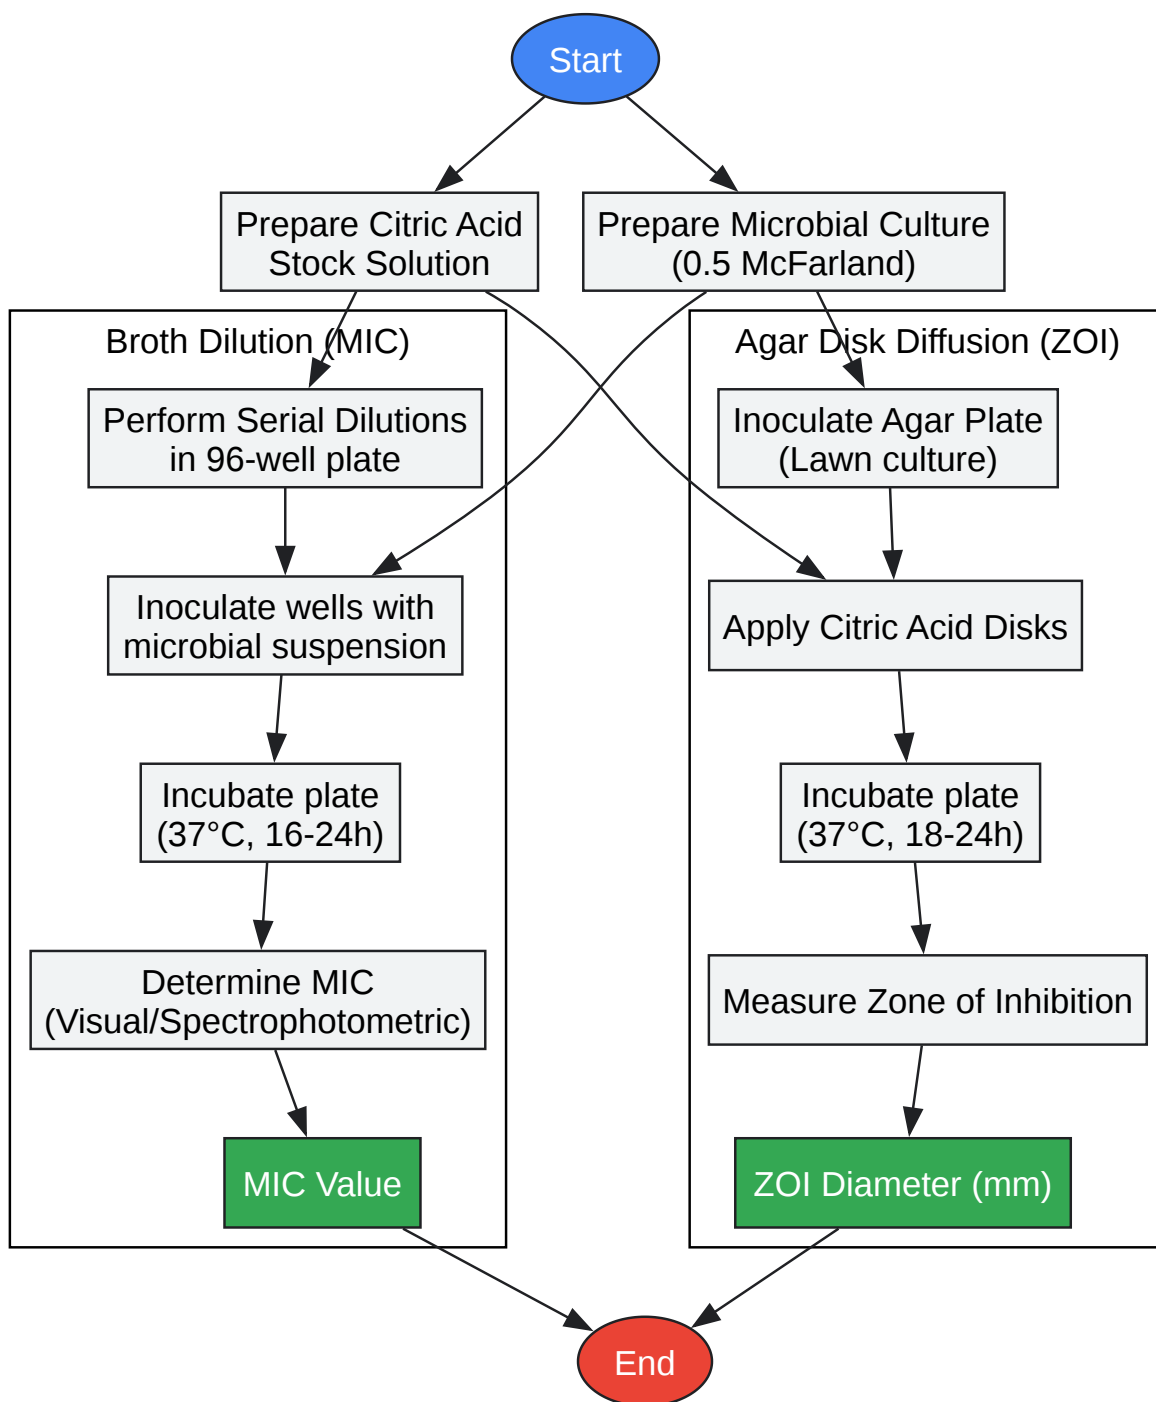 Start
Prepare Citric Acid
Stock Solution
Prepare Microbial Culture
(0.5 McFarland)
Broth Dilution (MIC)
Perform Serial Dilutions
in 96-well plate
Inoculate wells with
microbial suspension
Incubate plate
(37°C, 16-24h)
Determine MIC
(Visual/Spectrophotometric)
MIC Value
Agar Disk Diffusion (ZOI)
Inoculate Agar Plate
(Lawn culture)
Apply Citric Acid Disks
Incubate plate
(37°C, 18-24h)
Measure Zone of Inhibition
ZOI Diameter (mm)
End